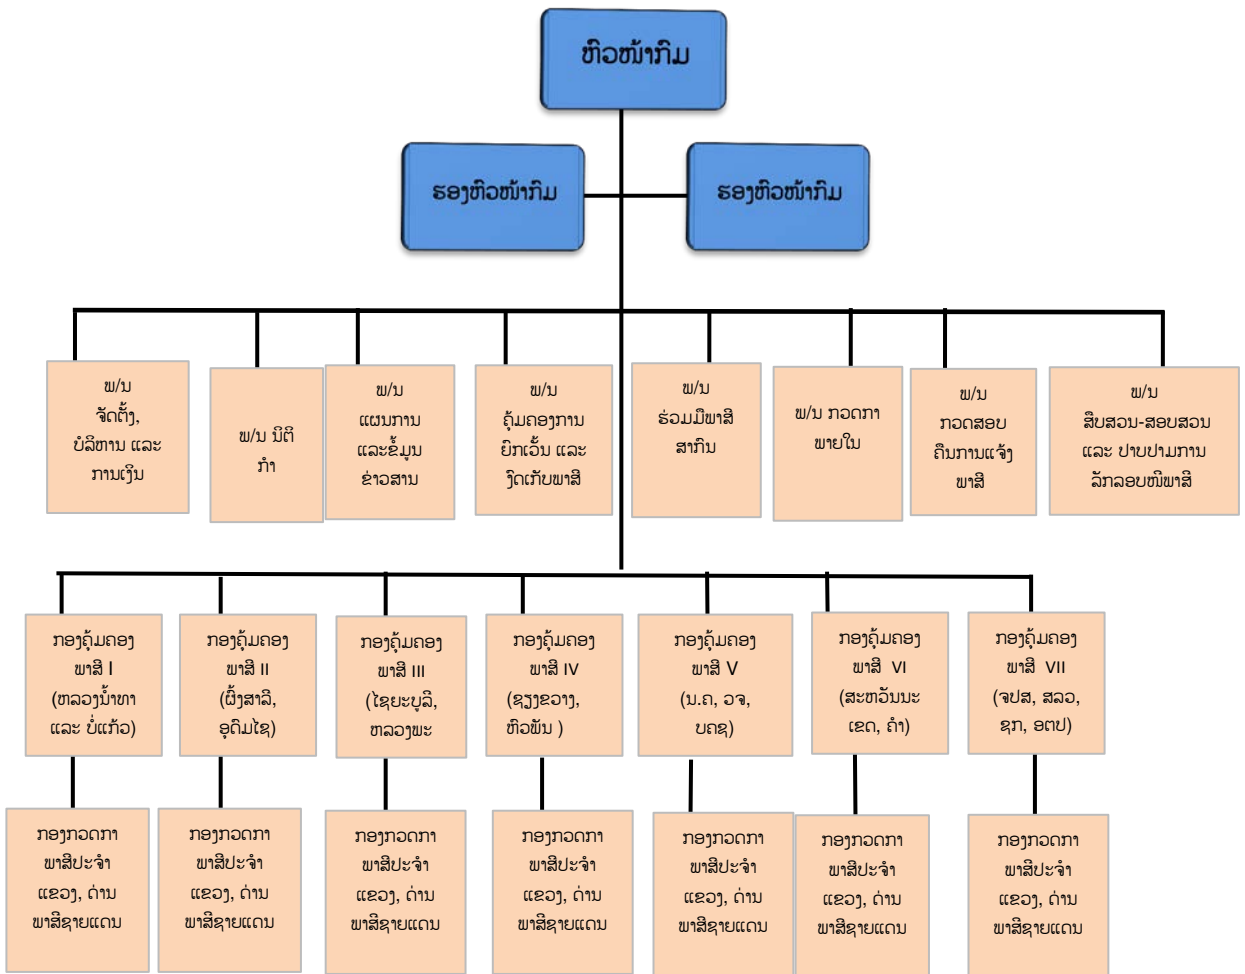 ຫົວໜ້າກົມ
ຮອງຫົວໜ້າກົມ
ຮອງຫົວໜ້າກົມ
ພ/ນ
ຈັດຕັ້ງ,
ບໍລິຫານ ແລະ
ການເງິນ
ພ/ນ ນິຕິ
ກຳ
ພ/ນ
ແຜນການ
ແລະຂໍ້ມູນ
ຂ່າວສານ
ພ/ນ
ຄຸ້ມຄອງການ
ຍົກເວັ້ນ ແລະ
ງົດເກັບພາສີ
ພ/ນ
ຮ່ວມມືພາສີ
ສາກົນ
ພ/ນ ກວດກາ
ພາຍໃນ
ພ/ນ
ກວດສອບ
ຄືນການແຈ້ງ
ພາສີ
ພ/ນ
ສືບສວນ-ສອບສວນ
ແລະ ປາບປາມການ
ລັກລອບໜີພາສີ
ກອງຄຸ້ມຄອງ
ພາສີ I
(ຫລວງນ້ຳທາ
ແລະ ບໍ່ແກ້ວ)
ກອງຄຸ້ມຄອງ
ພາສີ II
(ຜົ້ງສາລີ,
ອຸດົມໄຊ)
ກອງຄຸ້ມຄອງ
ພາສີ III
(ໄຊຍະບູລີ,
ຫລວງພະ
ກອງຄຸ້ມຄອງ
ພາສີ IV
(ຊຽງຂວາງ,
ຫົວພັນ )
ກອງຄຸ້ມຄອງ
ພາສີ V
(ນ.ຄ, ວຈ,
ບຄຊ)
ກອງຄຸ້ມຄອງ
ພາສີ VI
(ສະຫວັນນະ
ເຂດ, ຄຳ)
ກອງຄຸ້ມຄອງ
ພາສີ VII
(ຈປສ, ສລວ,
ຊກ, ອຕປ)
ກອງກວດກາ
ພາສີປະຈຳ
ແຂວງ, ດ່ານ
ພາສີຊາຍແດນ
ກອງກວດກາ
ພາສີປະຈຳ
ແຂວງ, ດ່ານ
ພາສີຊາຍແດນ
ກອງກວດກາ
ພາສີປະຈຳ
ແຂວງ, ດ່ານ
ພາສີຊາຍແດນ
ກອງກວດກາ
ພາສີປະຈຳ
ແຂວງ, ດ່ານ
ພາສີຊາຍແດນ
ກອງກວດກາ
ພາສີປະຈຳ
ແຂວງ, ດ່ານ
ພາສີຊາຍແດນ
ກອງກວດກາ
ພາສີປະຈຳ
ແຂວງ, ດ່ານ
ພາສີຊາຍແດນ
ກອງກວດກາ
ພາສີປະຈຳ
ແຂວງ, ດ່ານ
ພາສີຊາຍແດນ